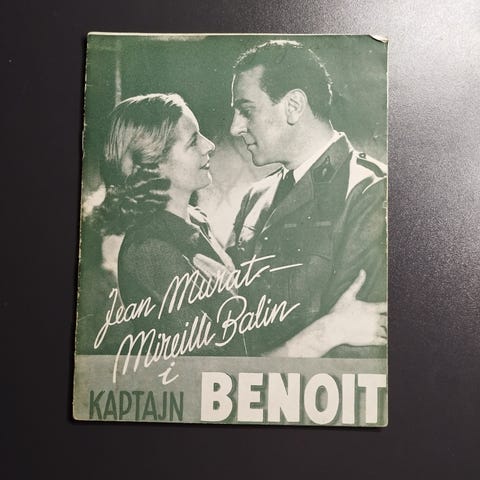 Jean Murat-
Mireille Balin
i
KAPTAJN BENOIT